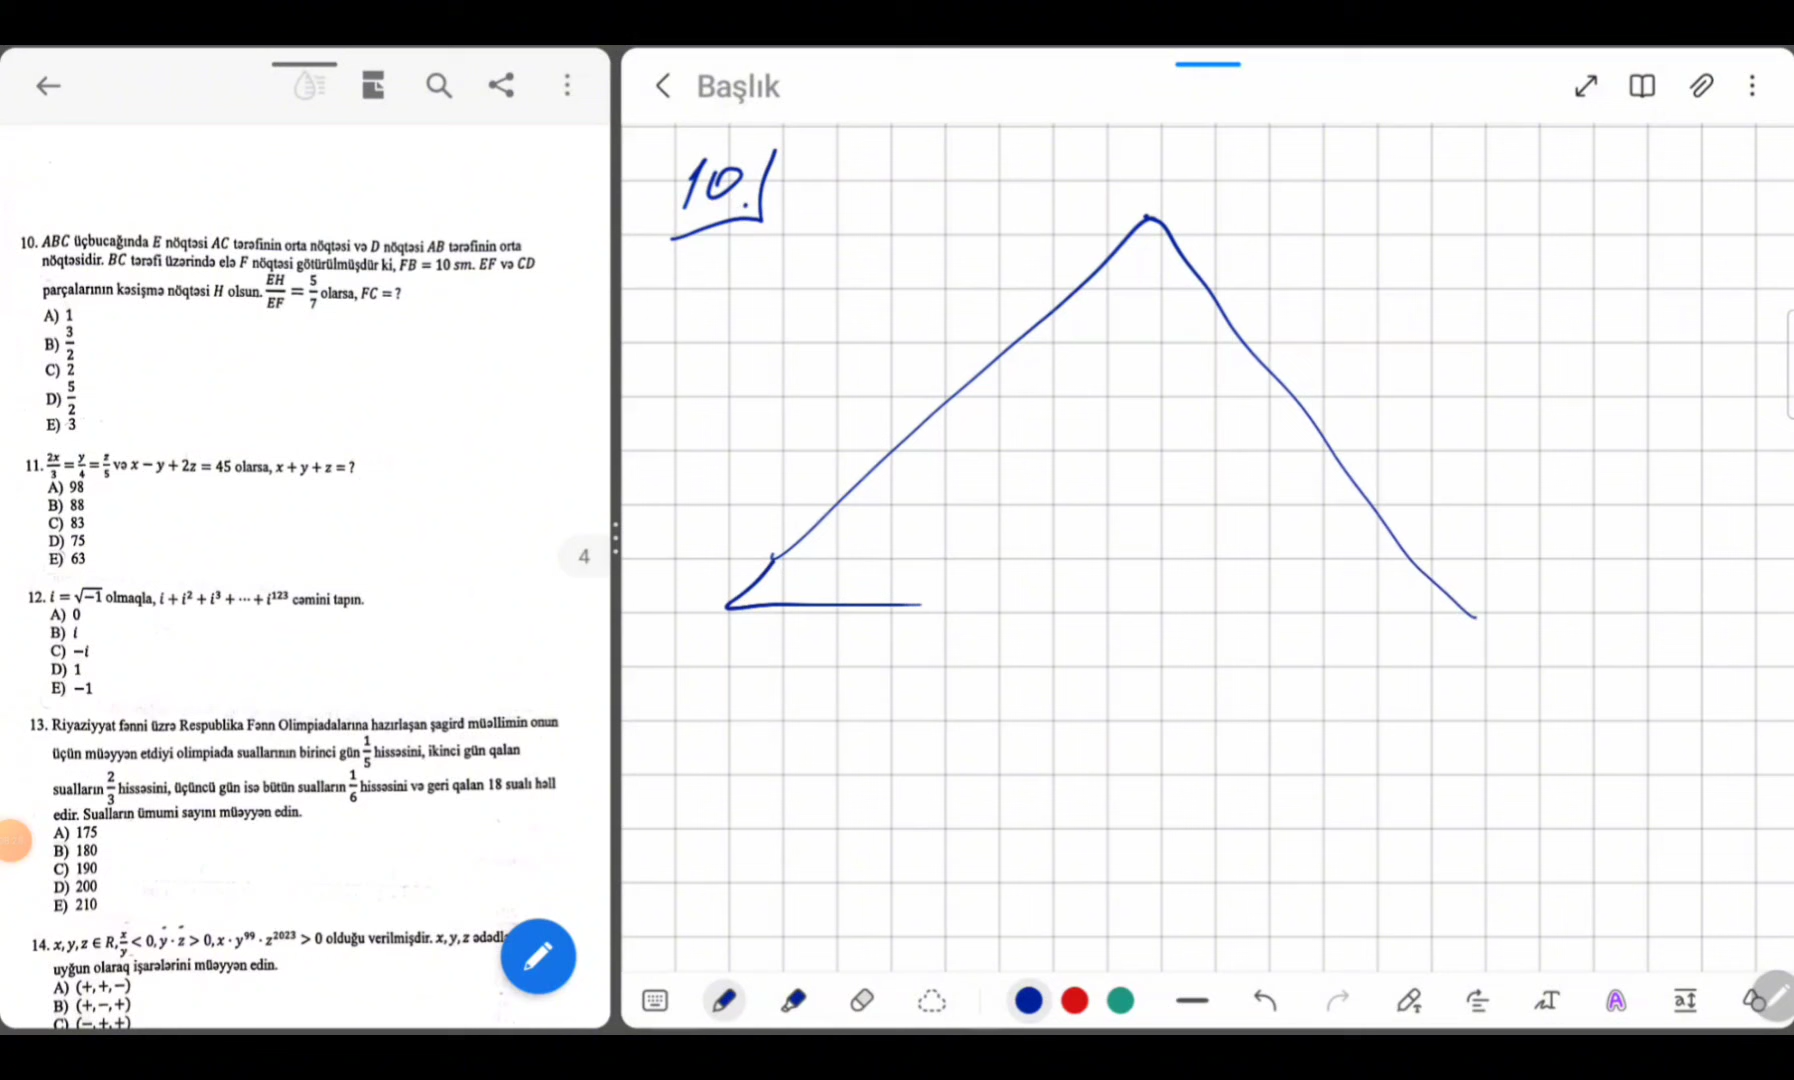 Başlık
10.
10. ABC üçbucağında E nöqtəsi AC tərəfinin orta nöqtəsi və D nöqtəsi AB tərəfinin orta
nöqtəsidir. BC tərəfi üzərində elə F nöqtəsi götürülmüşdür ki, FB = 10 sm. EF və CD
parçalarının kəsişmə nöqtəsi H olsun. EH/EF = 5/7 olarsa, FC = ?
A) 1
B) 3/2
C) 2
D) 5/2
E) 3
11. 2x/3 = y/4 = z/5 və x − y + 2z = 45 olarsa, x + y + z = ?
A) 98
B) 88
C) 83
D) 75
E) 63
4
12. i = √−1 olmaqla, i + i² + i³ + ⋯ + i¹²³ cəmini tapın.
A) 0
B) i
C) −i
D) 1
E) −1
13. Riyaziyyat fənni üzrə Respublika Fənn Olimpiadalarına hazırlaşan şagird müəllimin onun
üçün müəyyən etdiyi olimpiada suallarının birinci gün 1/5 hissəsini, ikinci gün qalan
sualların 2/3 hissəsini, üçüncü gün isə bütün sualların 1/6 hissəsini və geri qalan 18 sualı həll
edir. Sualların ümumi sayını müəyyən edin.
A) 175
B) 180
C) 190
D) 200
E) 210
14. x, y, z ∈ R, x/y < 0, y · z > 0, x · y⁹⁹ · z²⁰²³ > 0 olduğu verilmişdir. x, y, z
uyğun olaraq işarələrini müəyyən edin.
A) (+, +, −)
B) (+, −, +)
C) (−, +, +)